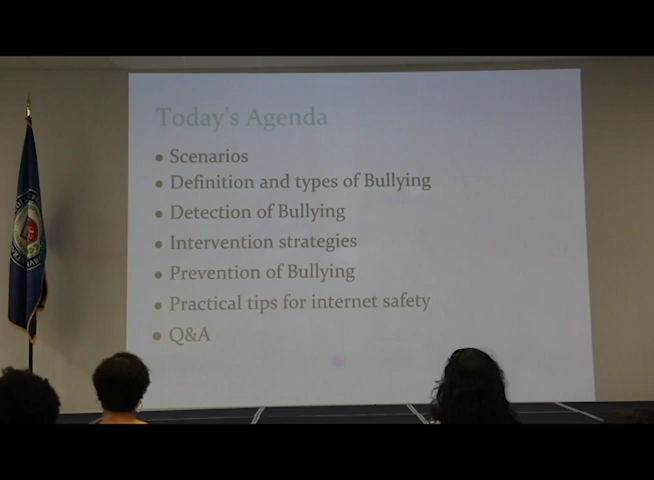 Today's Agenda
• Scenarios
• Definition and types of Bullying
• Detection of Bullying
• Intervention strategies
• Prevention of Bullying
• Practical tips for internet safety
• Q&A